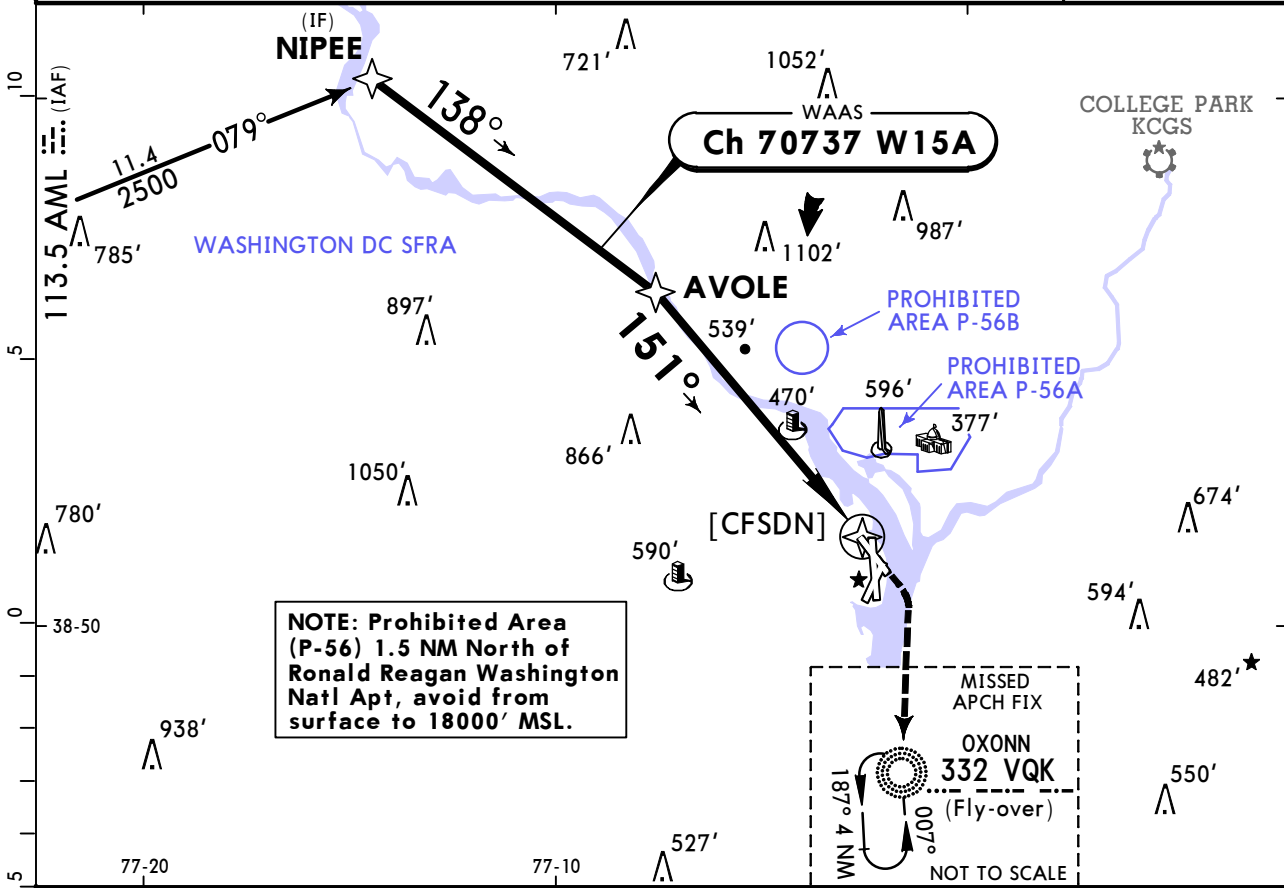 (IF)
NIPEE
721'
1052'
10
113.5 AML (IAF)
11.4
079°
2500
138°
WAAS
Ch 70737 W15A
COLLEGE PARK
KCGS
785'
WASHINGTON DC SFRA
1102'
987'
897'
AVOLE
539'
PROHIBITED
AREA P-56B
5
151°
PROHIBITED
AREA P-56A
470'
596'
377'
866'
1050'
780'
[CFSDN]
674'
590'
0
38-50
594'
NOTE: Prohibited Area
(P-56) 1.5 NM North of
Ronald Reagan Washington
Natl Apt, avoid from
surface to 18000' MSL.
MISSED
APCH FIX
482'
938'
OXONN
332 VQK
(Fly-over)
187° 4 NM
007°
NOT TO SCALE
550'
527'
5
77-20
77-10